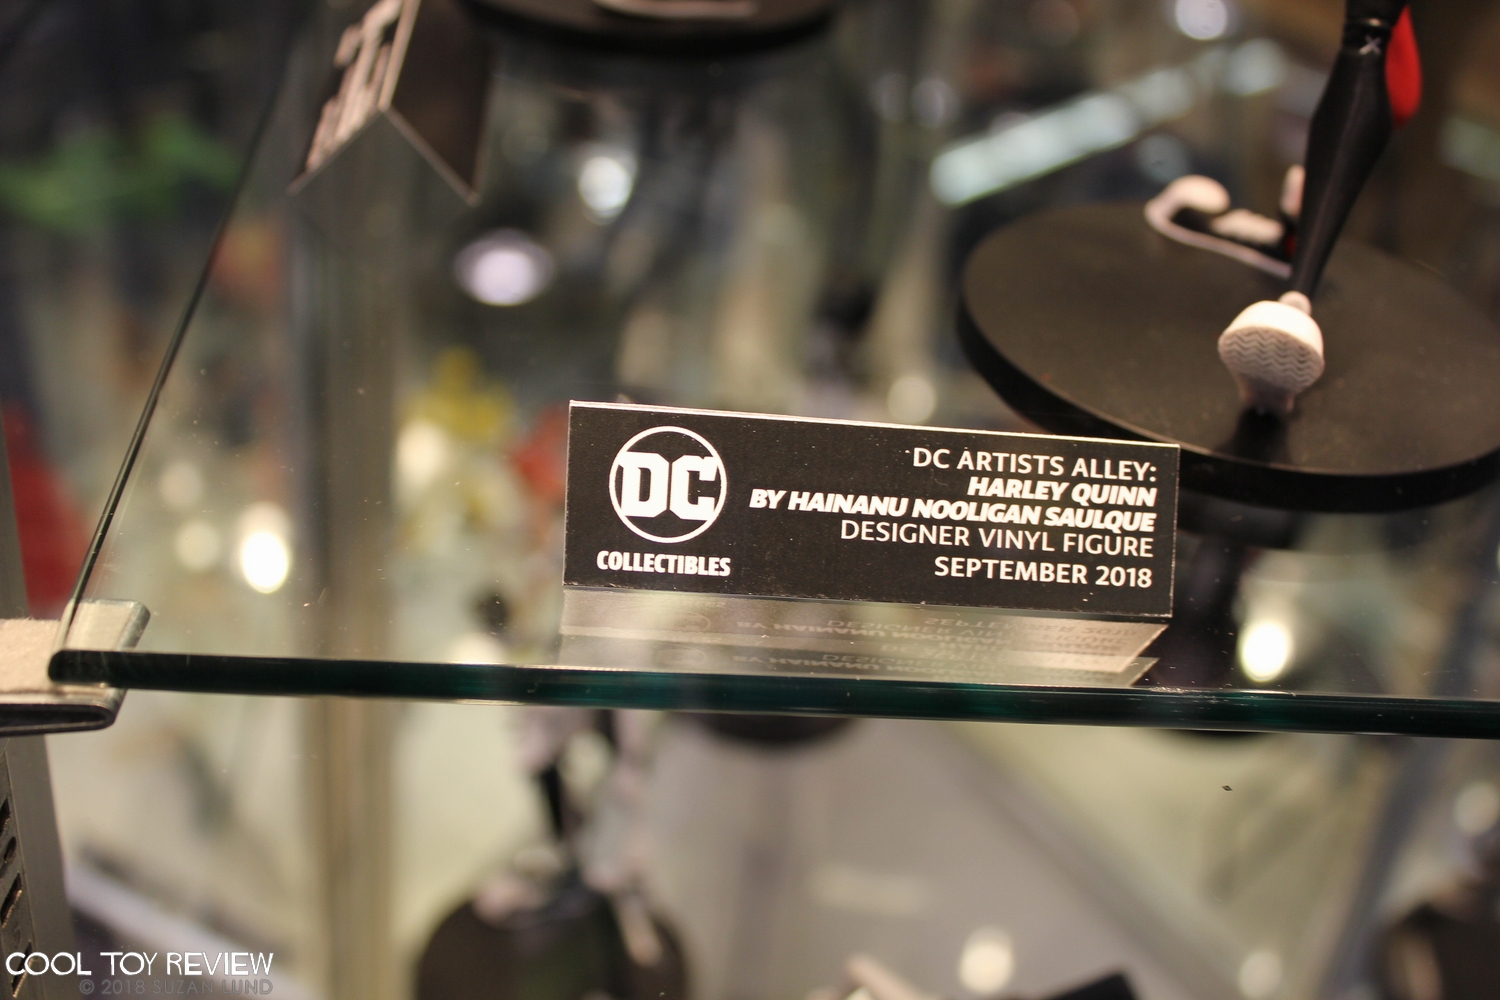 DC
COLLECTIBLES
DC ARTISTS ALLEY:
HARLEY QUINN
BY HAINANU NOOLIGAN SAULQUE
DESIGNER VINYL FIGURE
SEPTEMBER 2018
COOL TOY REVIEW
© 2018 SUZAN LUND